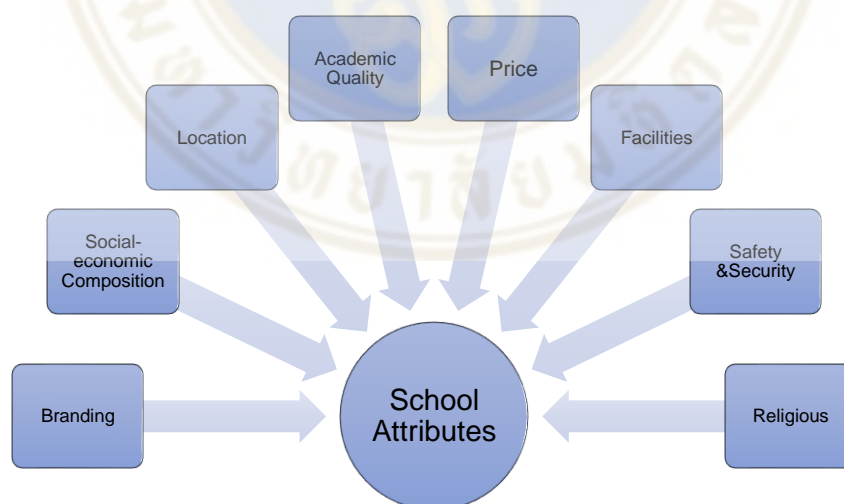 Academic
Quality
Price
Location
Facilities
Social-
economic
Composition
Safety
&Security
Branding
School
Attributes
Religious